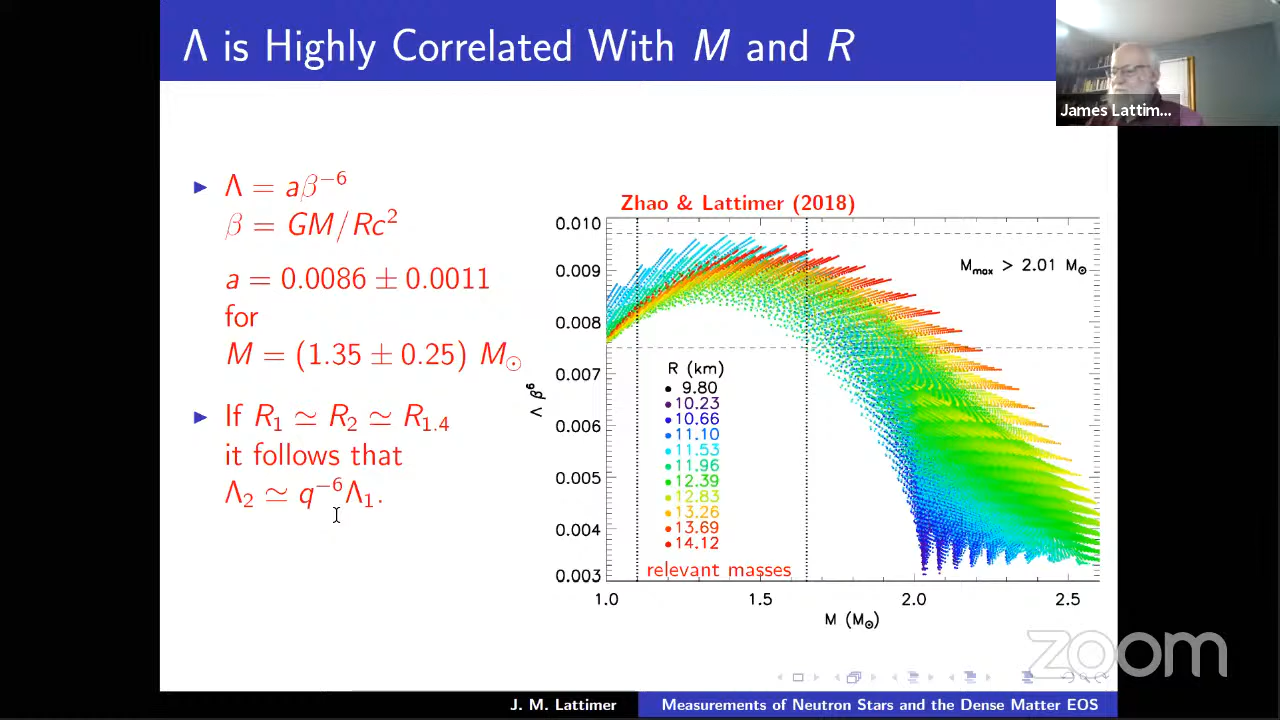 Λ is Highly Correlated With M and R
James Lattim...
Λ = aβ⁻⁶
β = GM/Rc²
a = 0.0086 ± 0.0011
for
M = (1.35 ± 0.25) M☉
If R₁ ≃ R₂ ≃ R₁.₄
it follows that
Λ₂ ≃ q⁻⁶Λ₁.
Zhao & Lattimer (2018)
0.010
0.009
0.008
0.007
0.006
0.005
0.004
0.003
Λ β⁶
Mmax > 2.01 M☉
R (km)
9.80
10.23
10.66
11.10
11.53
11.96
12.39
12.83
13.26
13.69
14.12
relevant masses
1.0 1.5 2.0 2.5
M (M☉)
zoom
J. M. Lattimer Measurements of Neutron Stars and the Dense Matter EOS